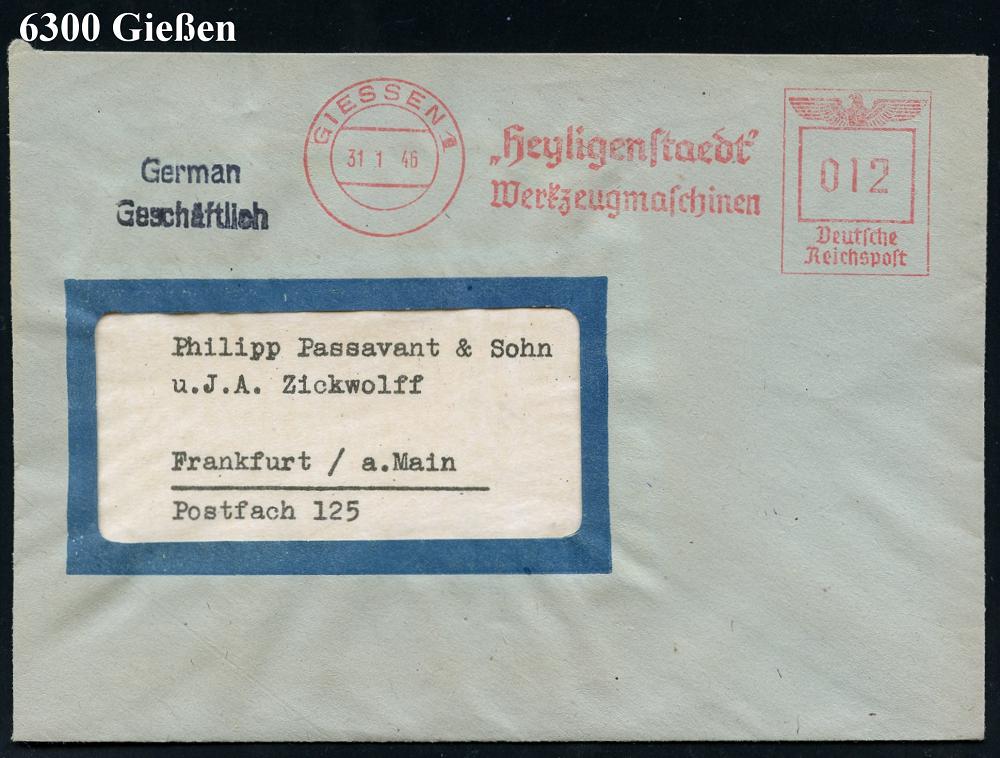 6300 Gießen
GIESSEN 1
31 1 46
„Heyligenstaedt“
Werkzeugmaschinen
012
Deutsche
Reichspost
German
Geschäftlich
Philipp Passavant & Sohn
u.J.A. Zickwolff
Frankfurt / a.Main
Postfach 125